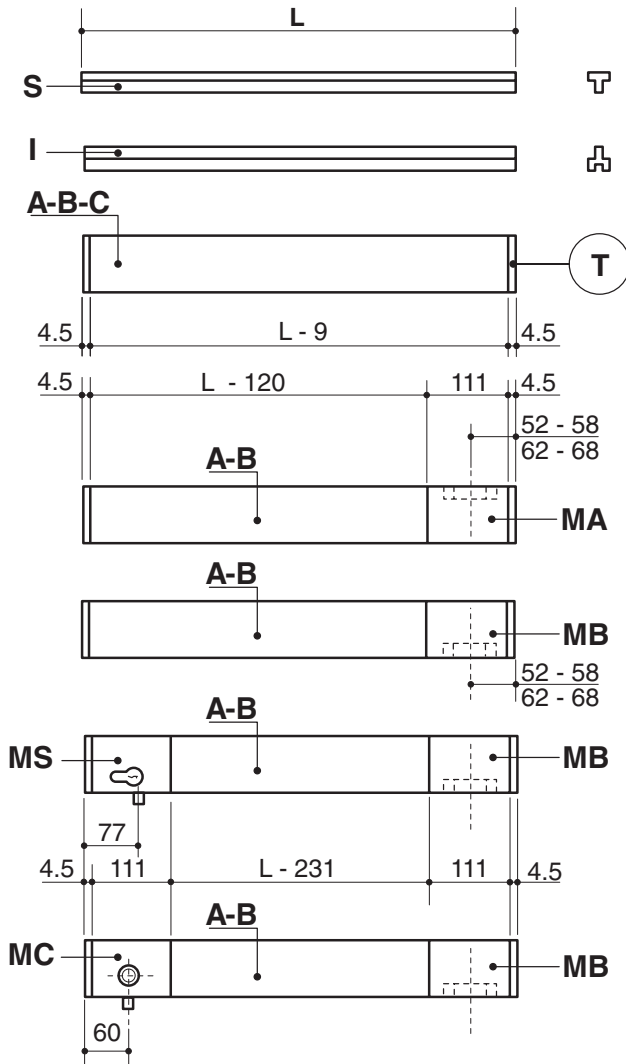 L
S
I
A-B-C
T
4.5 L - 9 4.5
4.5 L - 120 111 4.5
52 - 58
62 - 68
A-B
MA
A-B
MB
52 - 58
62 - 68
A-B
MS MB
77
4.5 111 L - 231 111 4.5
A-B
MC MB
60